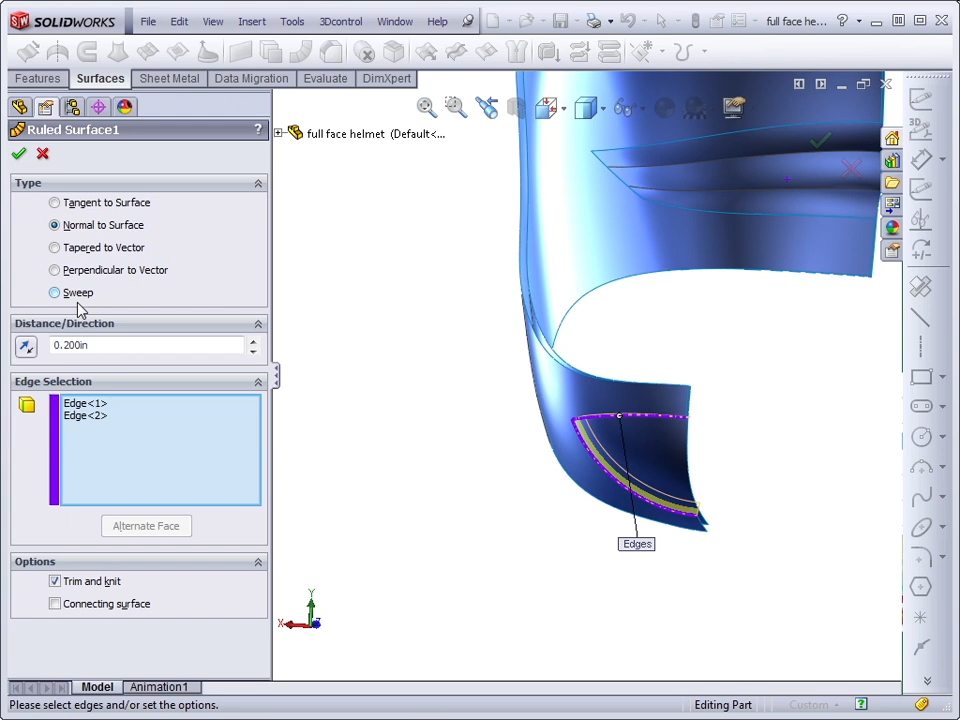 SOLIDWORKS File Edit View Insert Tools 3Dcontrol Window Help full face he... ?
Features Surfaces Sheet Metal Data Migration Evaluate DimXpert
Ruled Surface1 ?
full face helmet (Default<...
3D
Type
Tangent to Surface
Normal to Surface
Tapered to Vector
Perpendicular to Vector
Sweep
Distance/Direction
0.200in
Edge Selection
Edge<1>
Edge<2>
Alternate Face
Edges
Options
Trim and knit
Connecting surface
Y
X
Z
Model Animation1
Please select edges and/or set the options. Editing Part Custom ?